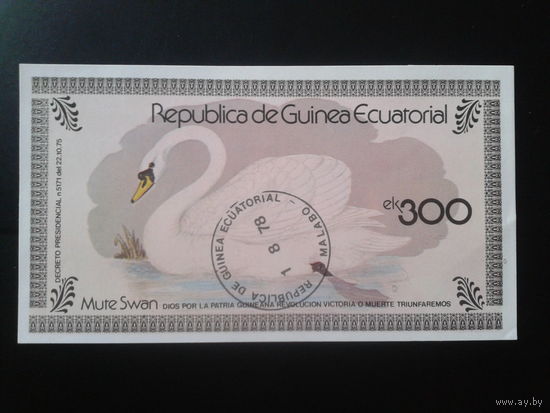 Republica de Guinea Ecuatorial
DECRETO PRESIDENCIAL n 5171 del 22.10.75
ek300
REPUBLICA DE GUINEA ECUATORIAL - MALABO
1 8 78
Mute Swan DIOS POR LA PATRIA GUINEANA REVOLUCION VICTORIA O MUERTE TRIUNFAREMOS
www.ay.by